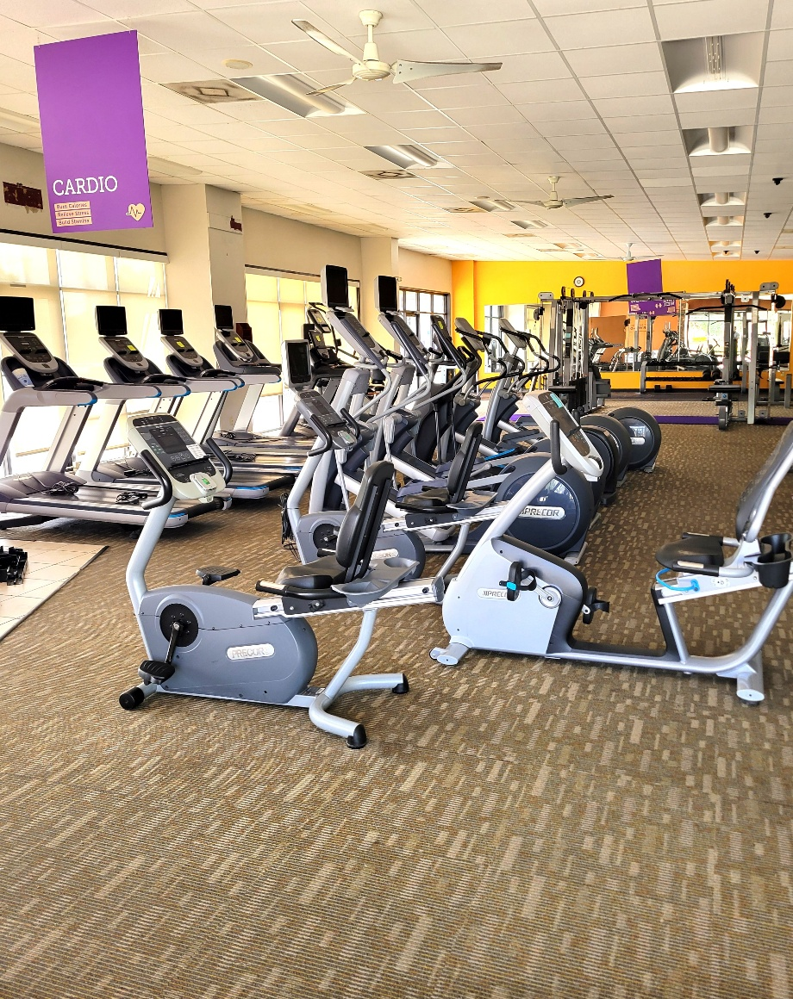 CARDIO
Burn Calories
Relieve Stress
Build Stamina
PRECOR
PRECOR
PRECOR